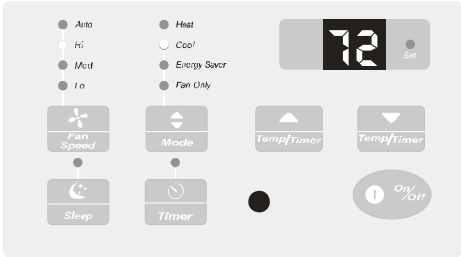 Auto
Hi
Med
Lo
Heat
Cool
Energy Saver
Fan Only
72
Set
Fan
Speed
Mode
Temp/Timer
Temp/Timer
Sleep
Timer
On/Off